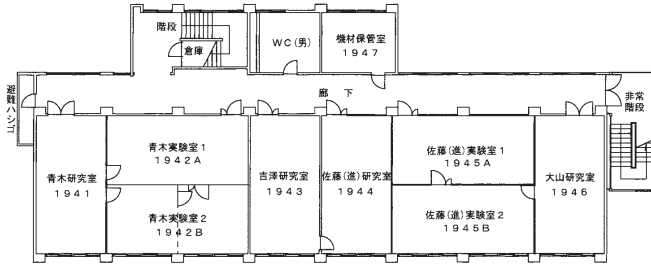 階段
倉庫
WC(男)
機材保管室
1947
避難ハシゴ
廊下
非常
階段
青木研究室
1941
青木実験室1
1942A
青木実験室2
1942B
吉澤研究室
1943
佐藤(進)研究室
1944
佐藤(進)実験室1
1945A
佐藤(進)実験室2
1945B
大山研究室
1946